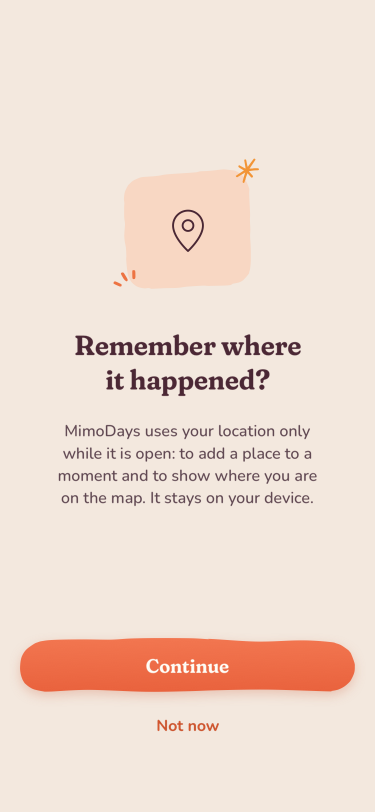 Remember where
it happened?
MimoDays uses your location only
while it is open: to add a place to a
moment and to show where you are
on the map. It stays on your device.
Continue
Not now